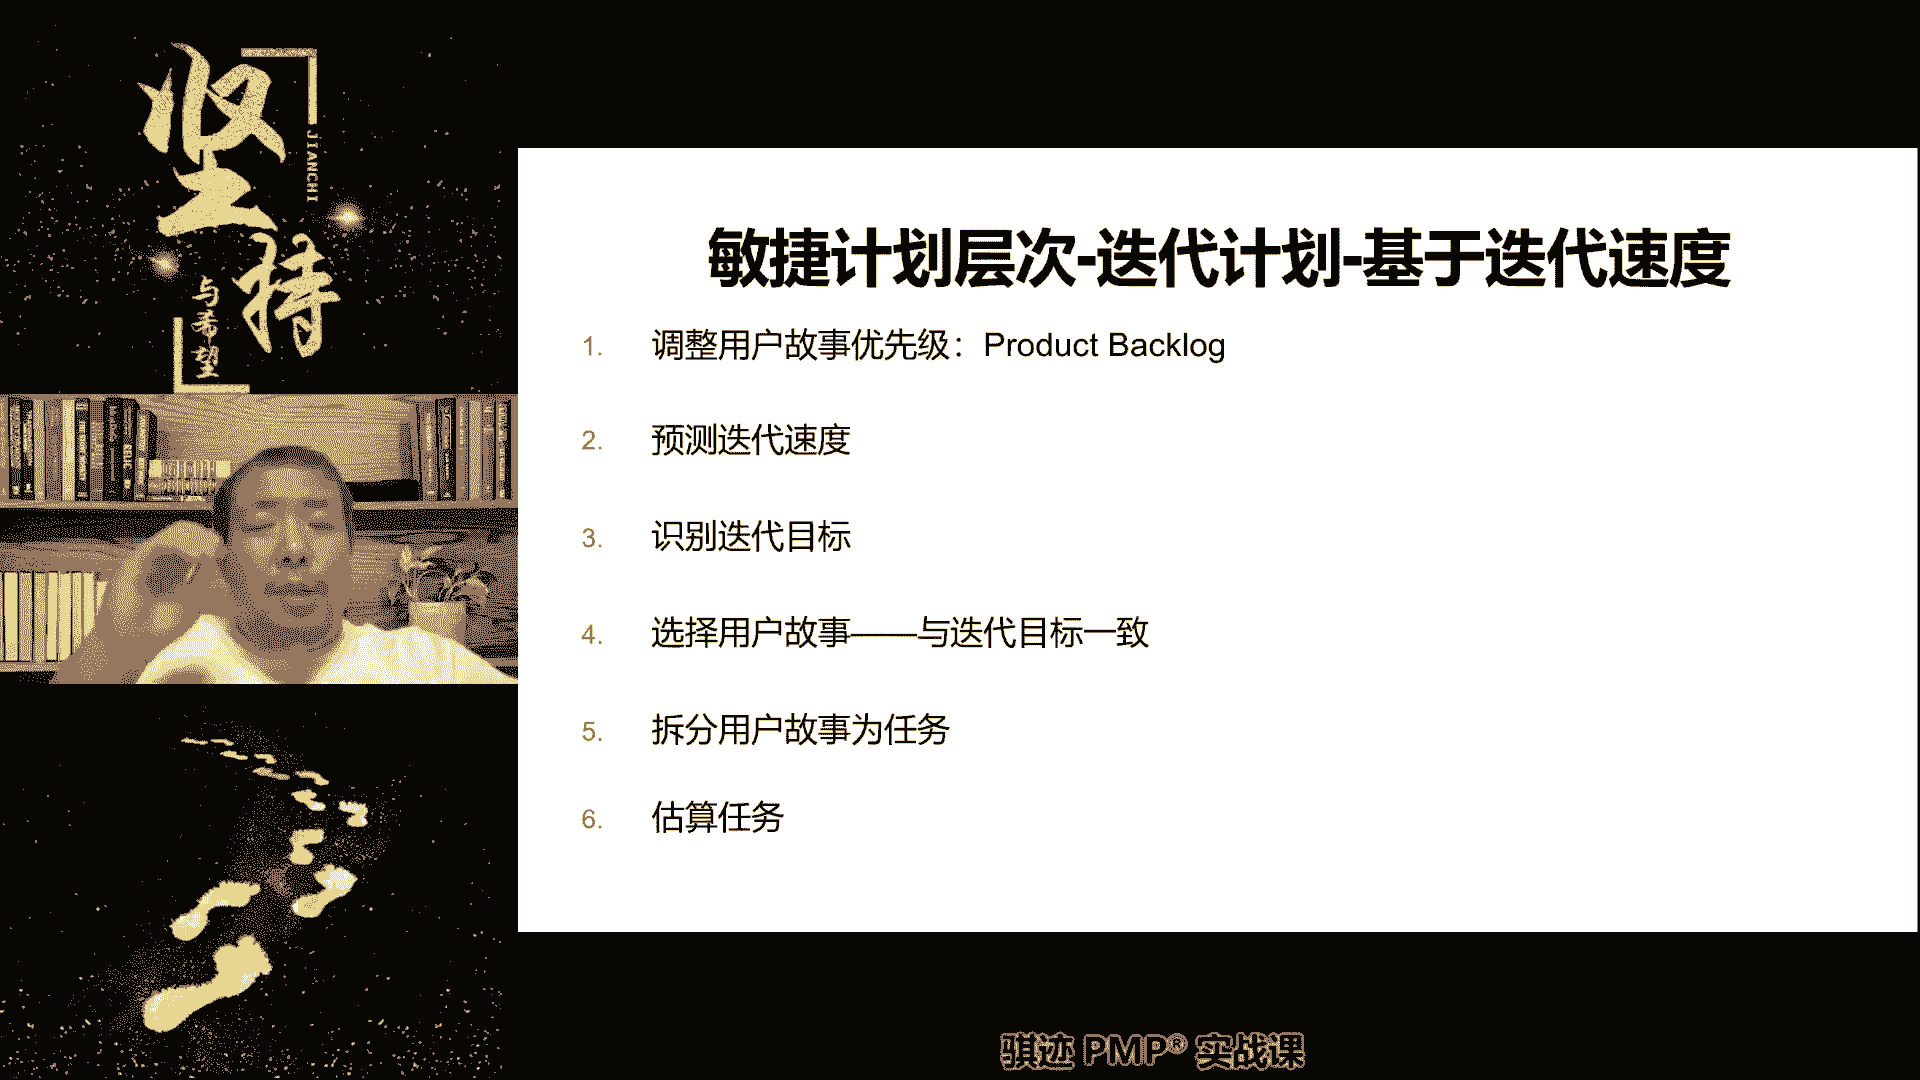 坚持
JIANCHI
与希望
敏捷计划层次-迭代计划-基于迭代速度
1. 调整用户故事优先级：Product Backlog
2. 预测迭代速度
3. 识别迭代目标
4. 选择用户故事——与迭代目标一致
5. 拆分用户故事为任务
6. 估算任务
骐迹 PMP® 实战课